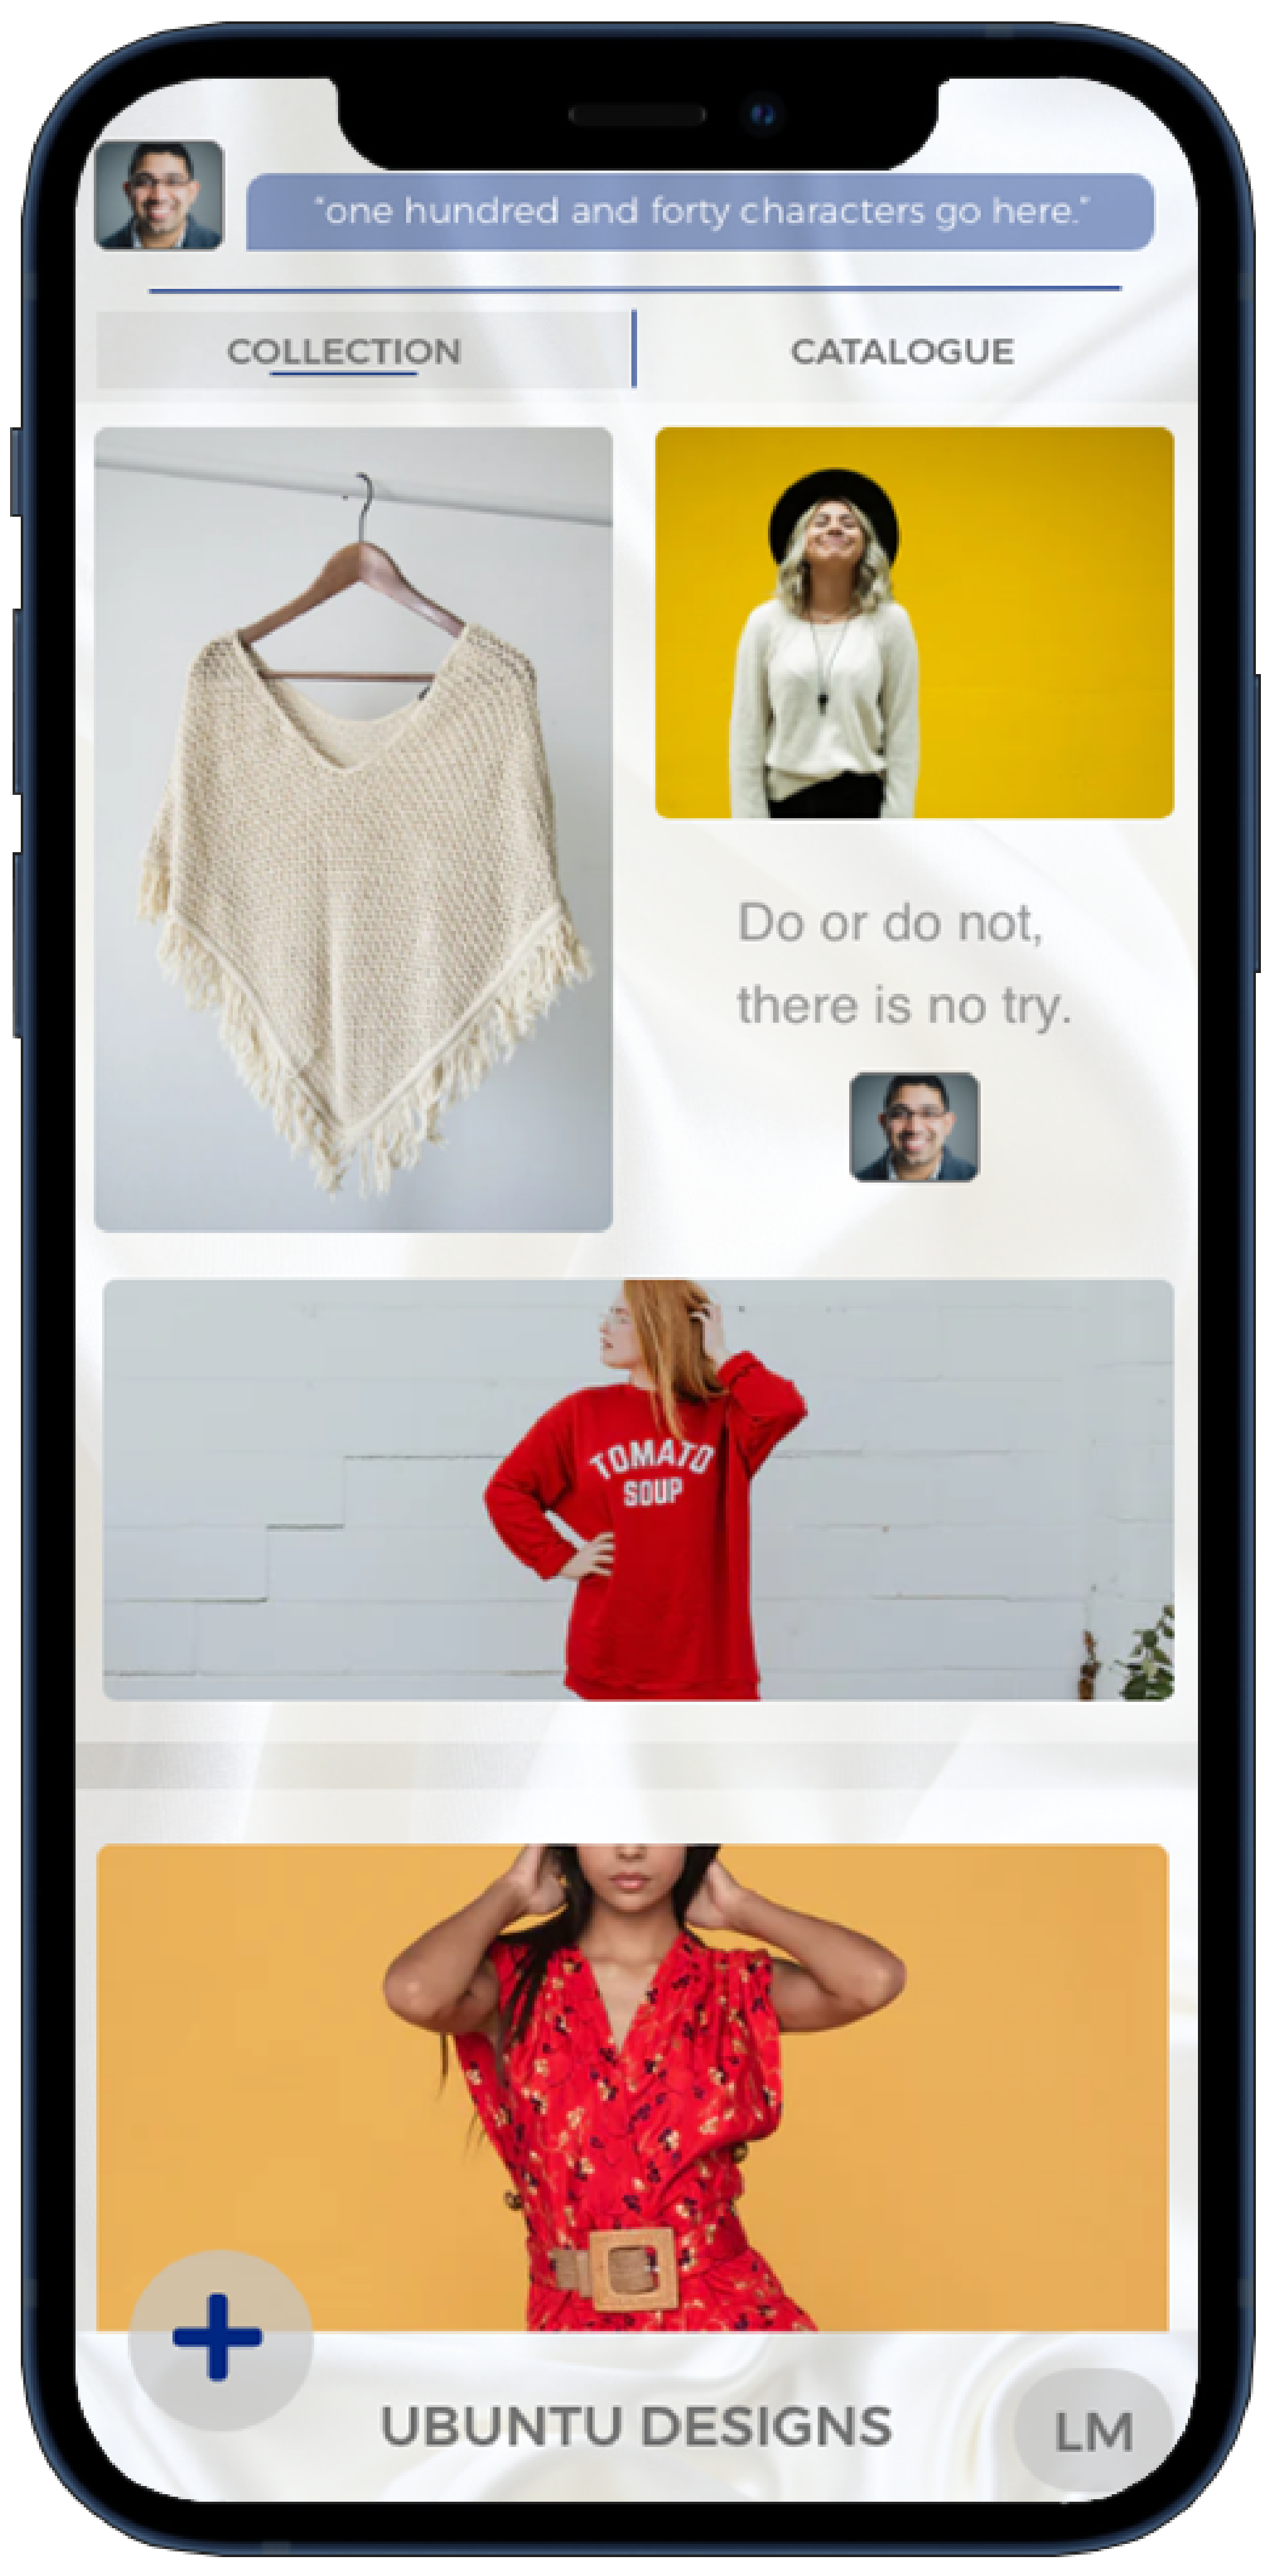 “one hundred and forty characters go here.”
COLLECTION
CATALOGUE
Do or do not,
there is no try.
TOMATO
SOUP
UBUNTU DESIGNS
LM